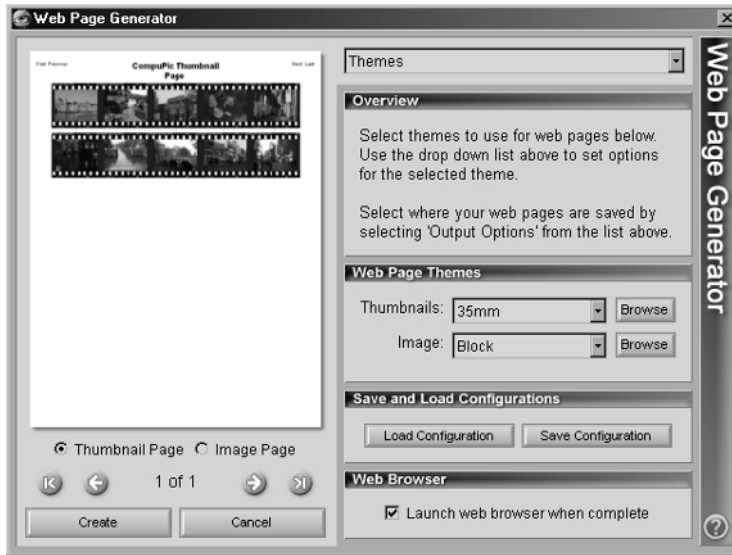 Web Page Generator
First Previous
CompuPic Thumbnail
Page
Next Last
Thumbnail Page Image Page
1 of 1
Create Cancel
Themes
Overview
Select themes to use for web pages below.
Use the drop down list above to set options
for the selected theme.
Select where your web pages are saved by
selecting 'Output Options' from the list above.
Web Page Themes
Thumbnails: 35mm Browse
Image: Block Browse
Save and Load Configurations
Load Configuration Save Configuration
Web Browser
Launch web browser when complete
Web Page Generator